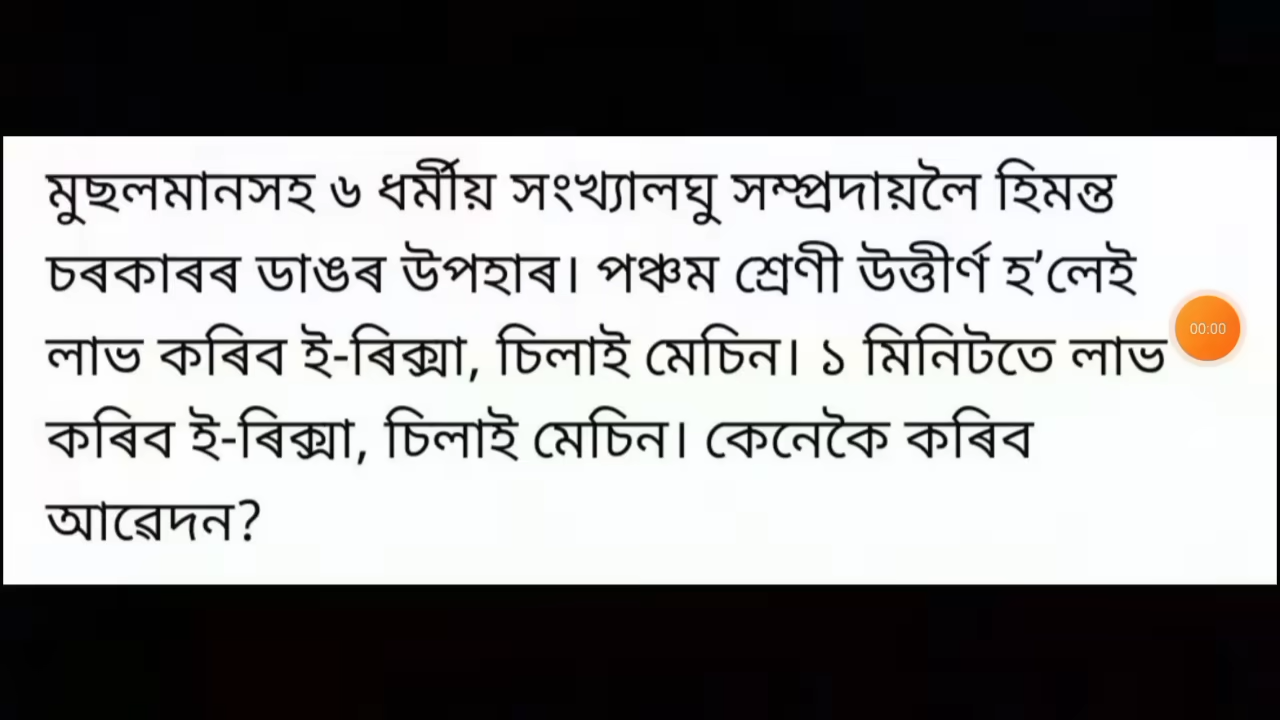 মুছলমানসহ ৬ ধৰ্মীয় সংখ্যালঘু সম্প্ৰদায়লৈ হিমন্ত
চৰকাৰৰ ডাঙৰ উপহাৰ। পঞ্চম শ্ৰেণী উত্তীৰ্ণ হ’লেই
লাভ কৰিব ই-ৰিক্সা, চিলাই মেচিন। ১ মিনিটতে লাভ
কৰিব ই-ৰিক্সা, চিলাই মেচিন। কেনেকৈ কৰিব
আৱেদন?
00:00